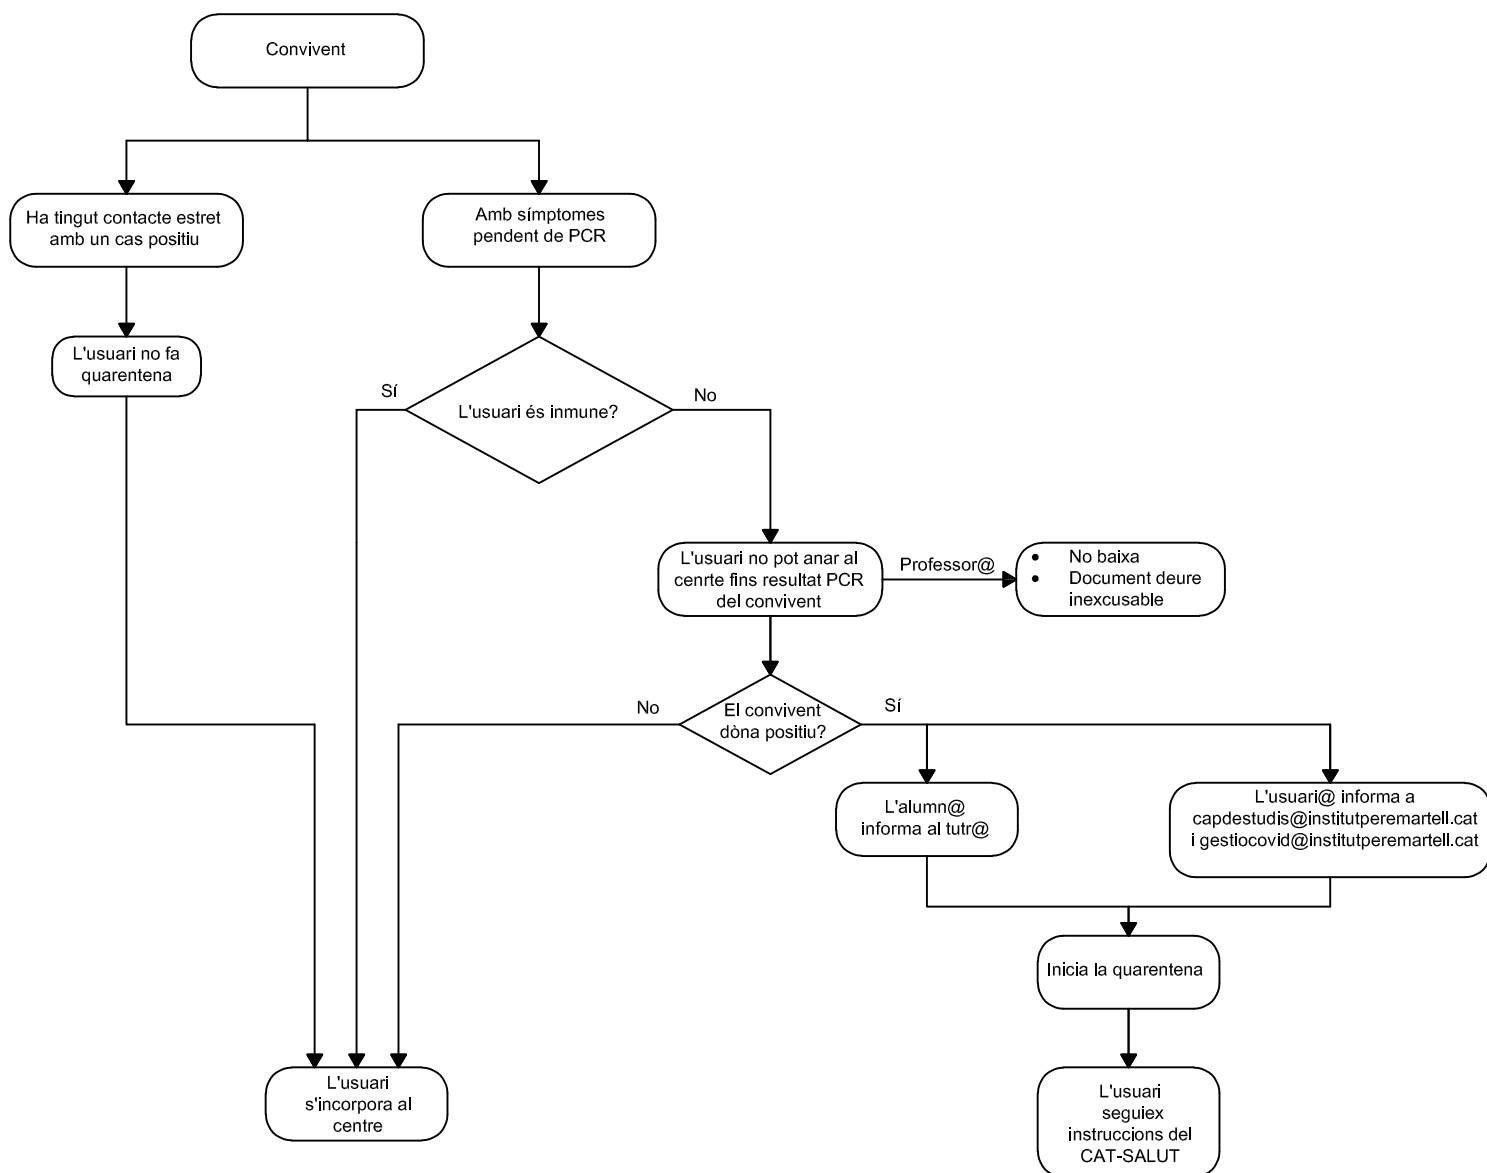 Convivent
Ha tingut contacte estret
amb un cas positiu
Amb símptomes
pendent de PCR
L'usuari no fa
quarentena
Sí
L'usuari és inmune?
No
L'usuari no pot anar al
cenrte fins resultat PCR
del convivent
Professor@
• No baixa
• Document deure
inexcusable
No
El convivent
dòna positiu?
Sí
L'alumn@
informa al tutr@
L'usuari@ informa a
capdestudis@institutperemartell.cat
i gestiocovid@institutperemartell.cat
Inicia la quarentena
L'usuari
s'incorpora al
centre
L'usuari
seguiex
instruccions del
CAT-SALUT